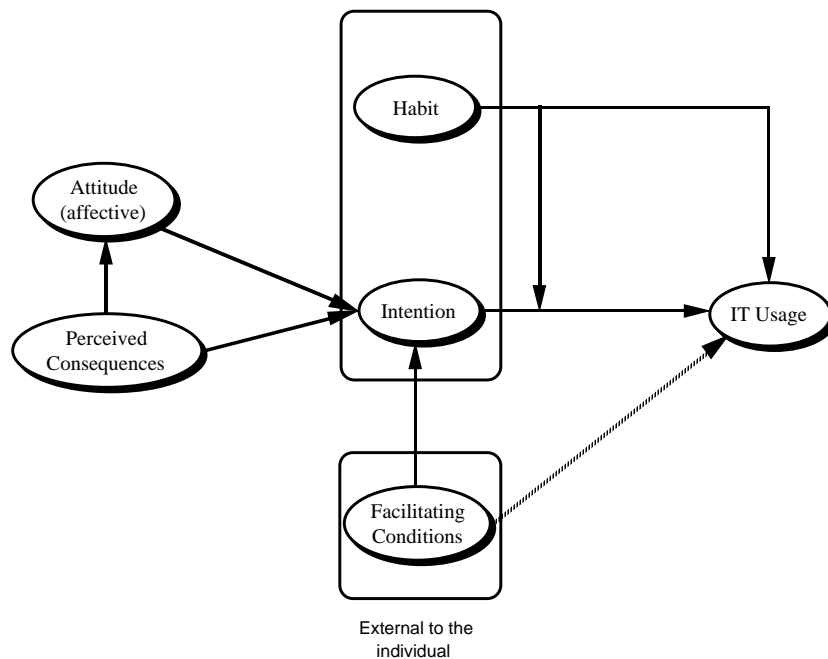 Habit
Attitude
(affective)
Intention
IT Usage
Perceived
Consequences
Facilitating
Conditions
External to the
individual